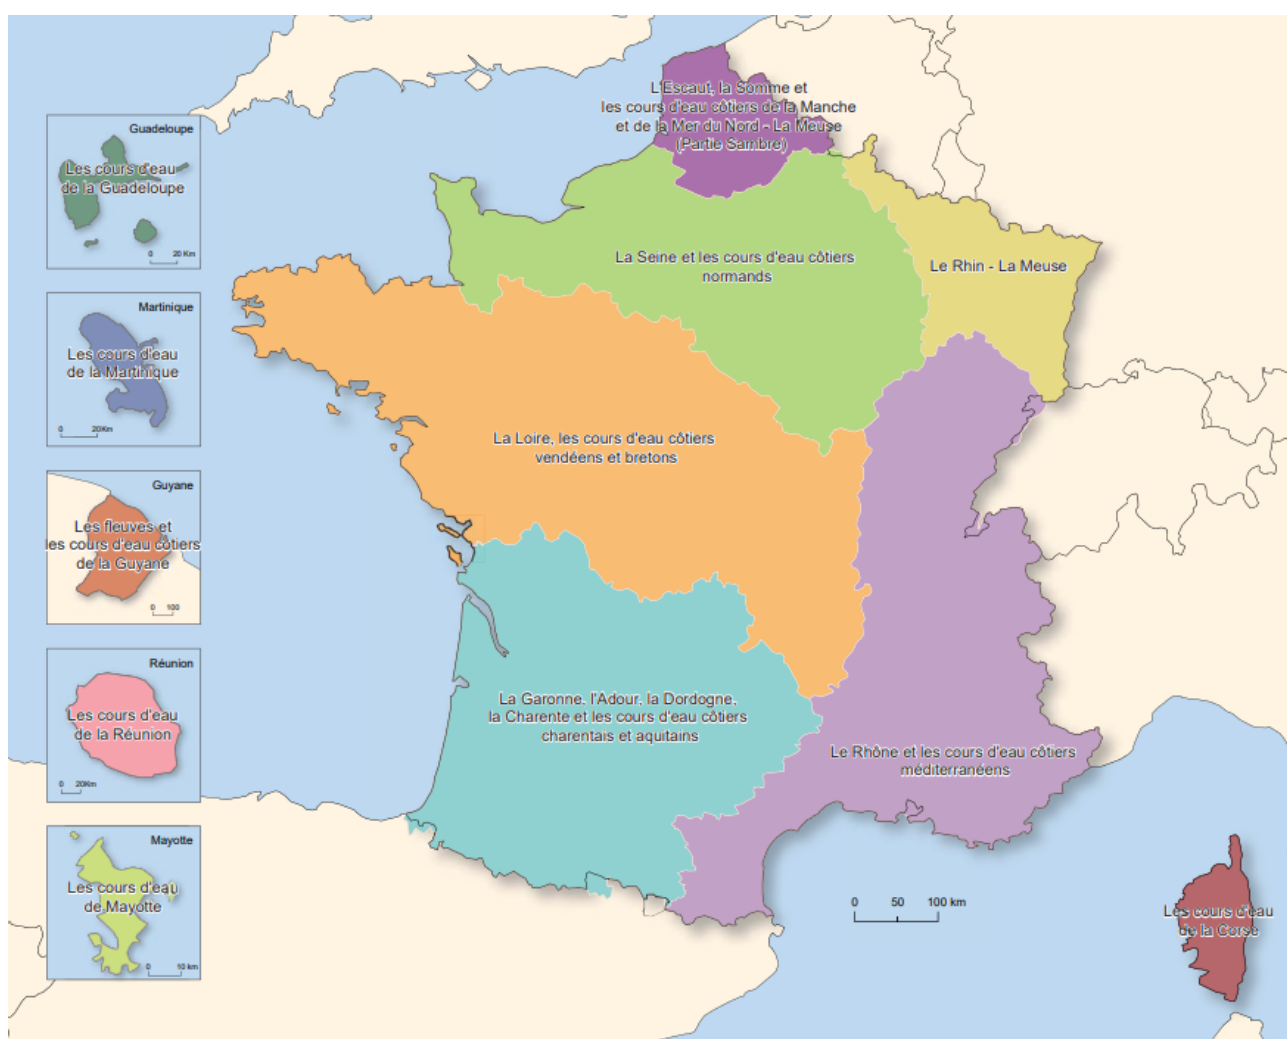 L'Escaut, la Somme et
les cours d'eau côtiers de la Manche
et de la Mer du Nord - La Meuse
(Partie Sambre)
Guadeloupe
Les cours d'eau
de la Guadeloupe
0 20 Km
La Seine et les cours d'eau côtiers
normands
Le Rhin - La Meuse
Martinique
Les cours d'eau
de la Martinique
0 20Km
La Loire, les cours d'eau côtiers
vendéens et bretons
Guyane
Les fleuves et
les cours d'eau côtiers
de la Guyane
0 100
Réunion
Les cours d'eau
de la Réunion
0 20Km
La Garonne, l'Adour, la Dordogne,
la Charente et les cours d'eau côtiers
charentais et aquitains
Le Rhône et les cours d'eau côtiers
méditerranéens
Mayotte
Les cours d'eau
de Mayotte
0 10 km
0 50 100 km
Les cours d'eau
de la Corse